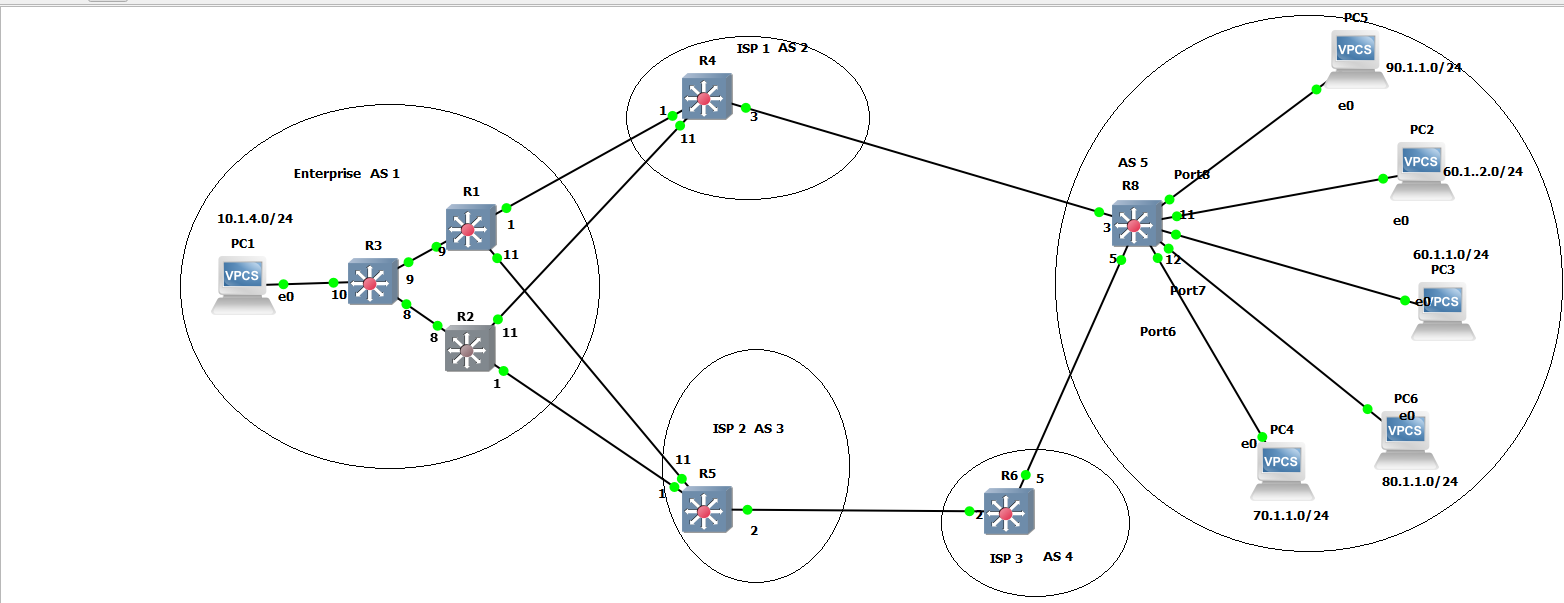 PC5
VPCS
90.1.1.0/24
e0
ISP 1 AS 2
R4
1
11
3
PC2
VPCS
60.1..2.0/24
e0
AS 5
R8
Port8
11
3
5
12
Port7
Port6
60.1.1.0/24
PC3
e0
VPCS
Enterprise AS 1
10.1.4.0/24
PC1
VPCS
e0
R3
10
9
8
R1
9
1
11
R2
8
11
1
ISP 2 AS 3
11
R5
1
2
R6
5
2
ISP 3 AS 4
PC6
e0
VPCS
80.1.1.0/24
PC4
e0
VPCS
70.1.1.0/24